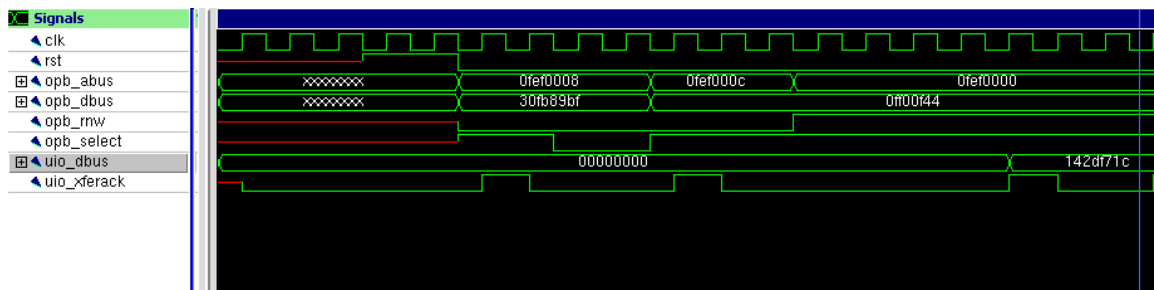 Signals
clk
rst
opb_abus xxxxxxxx 0fef0008 0fef000c 0fef0000
opb_dbus xxxxxxxx 30fb89bf 0ff00f44
opb_rnw
opb_select
uio_dbus 00000000 142df71c
uio_xferack